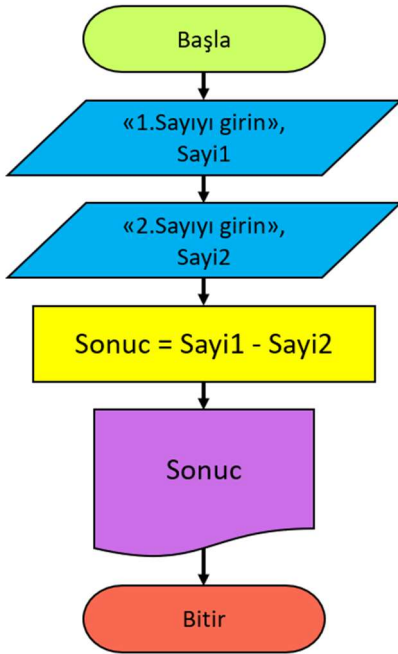 Başla
«1.Sayıyı girin»,
Sayi1
«2.Sayıyı girin»,
Sayi2
Sonuc = Sayi1 - Sayi2
Sonuc
Bitir